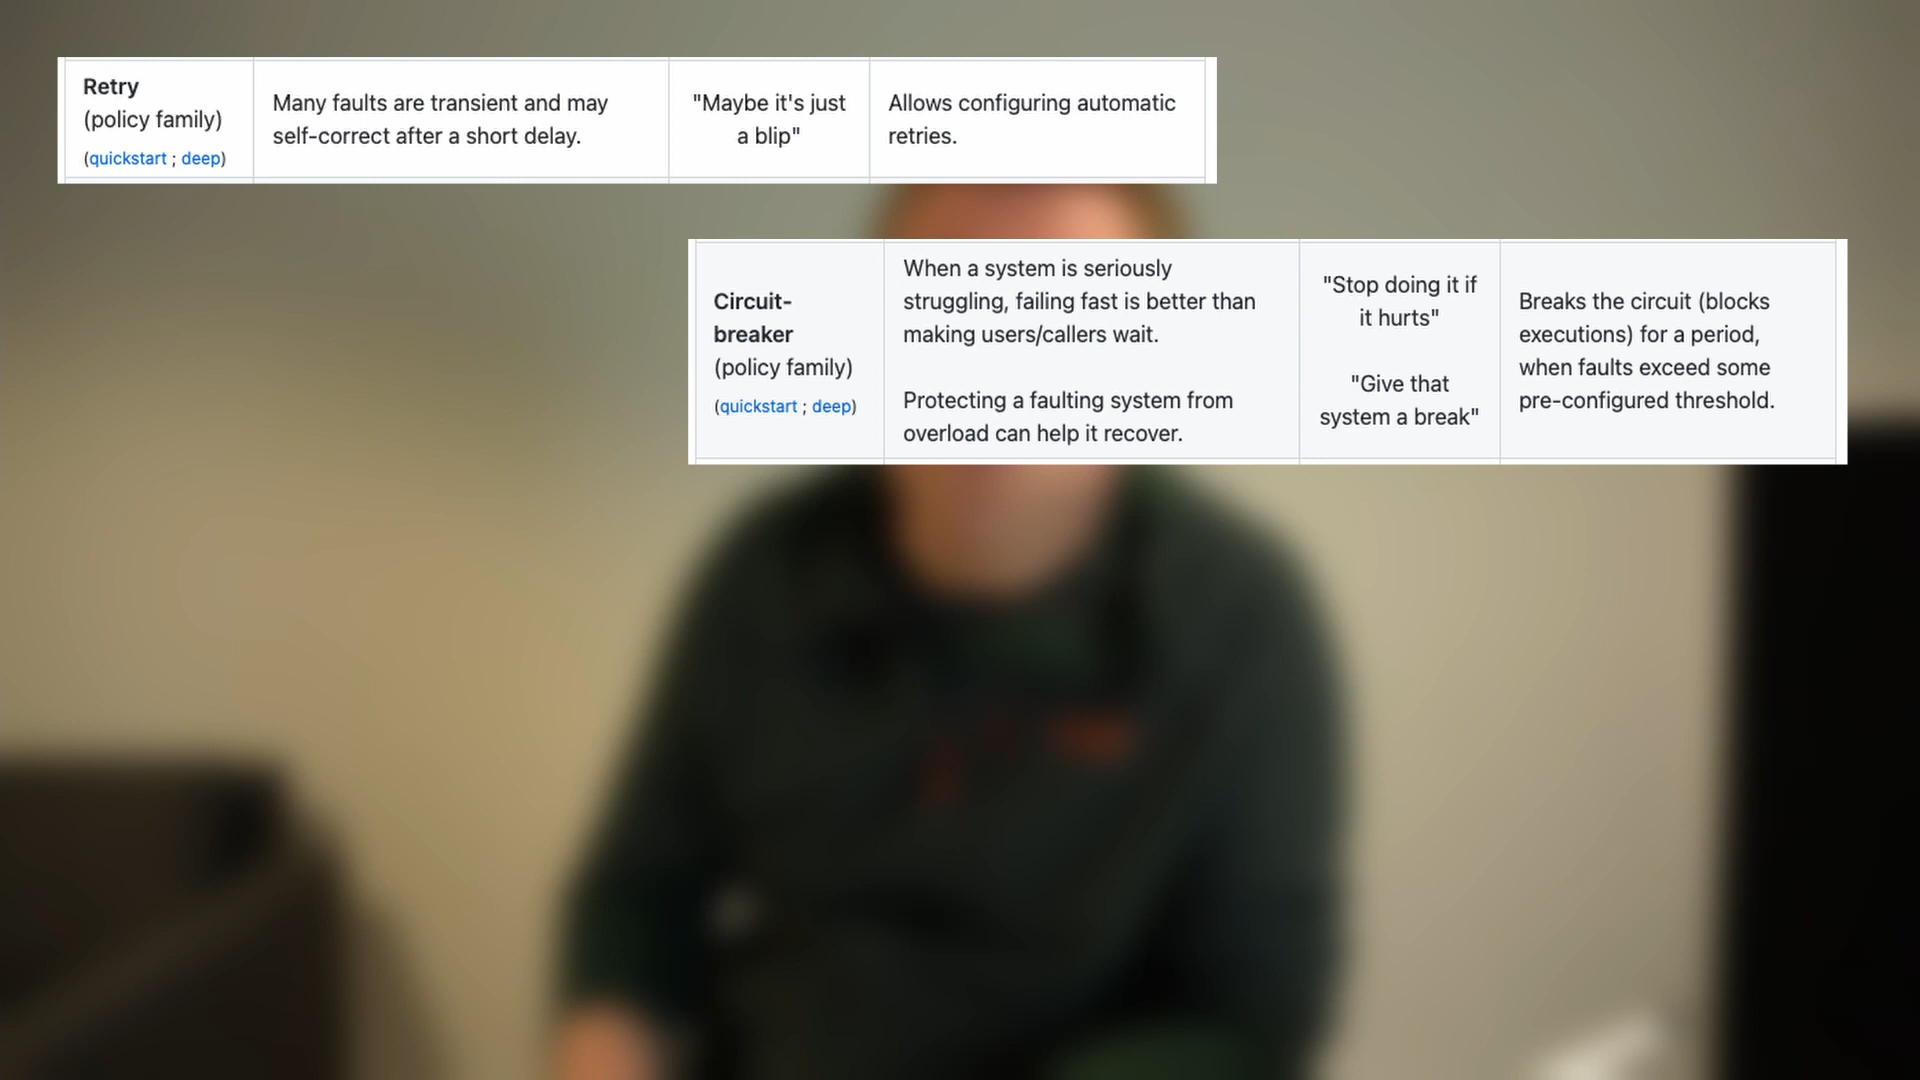 Retry
(policy family)
(quickstart ; deep)
Many faults are transient and may
self-correct after a short delay.
"Maybe it's just
a blip"
Allows configuring automatic
retries.
Circuit-
breaker
(policy family)
(quickstart ; deep)
When a system is seriously
struggling, failing fast is better than
making users/callers wait.
Protecting a faulting system from
overload can help it recover.
"Stop doing it if
it hurts"
"Give that
system a break"
Breaks the circuit (blocks
executions) for a period,
when faults exceed some
pre-configured threshold.